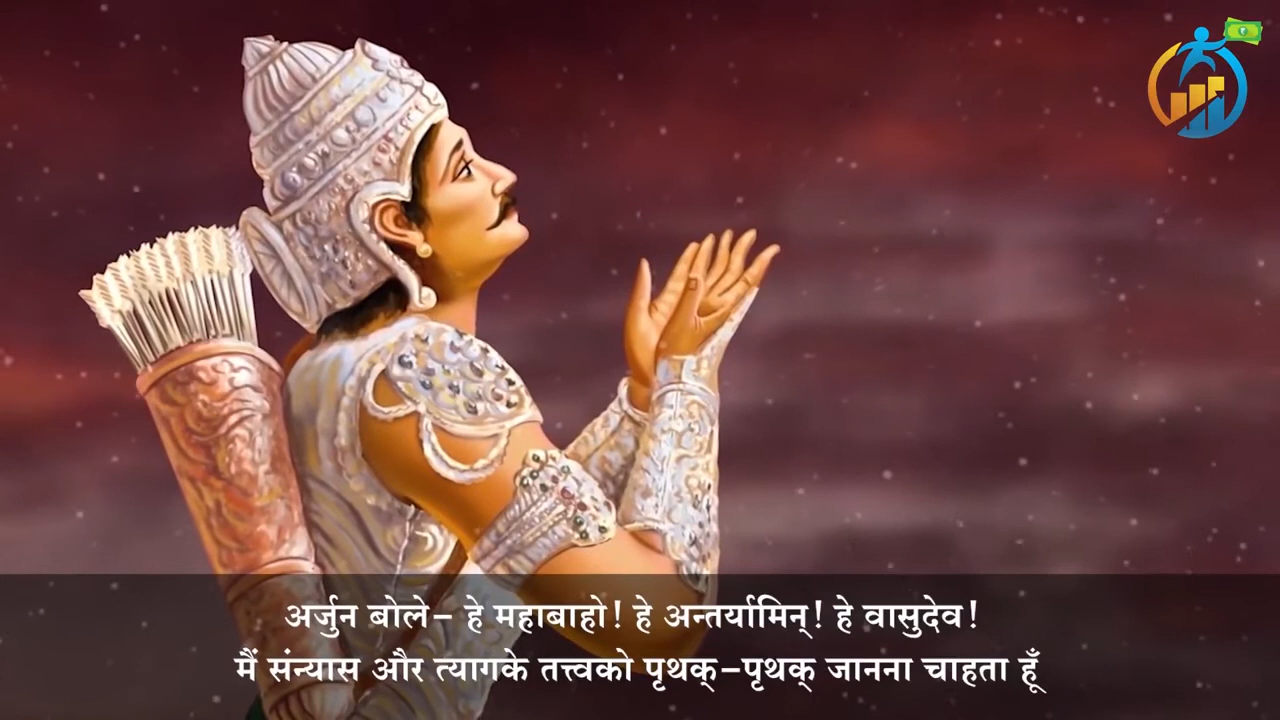 अर्जुन बोले- हे महाबाहो! हे अन्तर्यामिन्! हे वासुदेव!
मैं संन्यास और त्यागके तत्त्वको पृथक्-पृथक् जानना चाहता हूँ